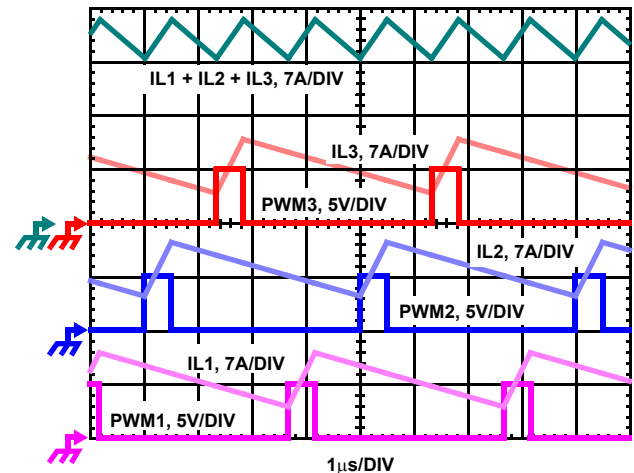 IL1 + IL2 + IL3, 7A/DIV
IL3, 7A/DIV
PWM3, 5V/DIV
IL2, 7A/DIV
PWM2, 5V/DIV
IL1, 7A/DIV
PWM1, 5V/DIV
1μs/DIV